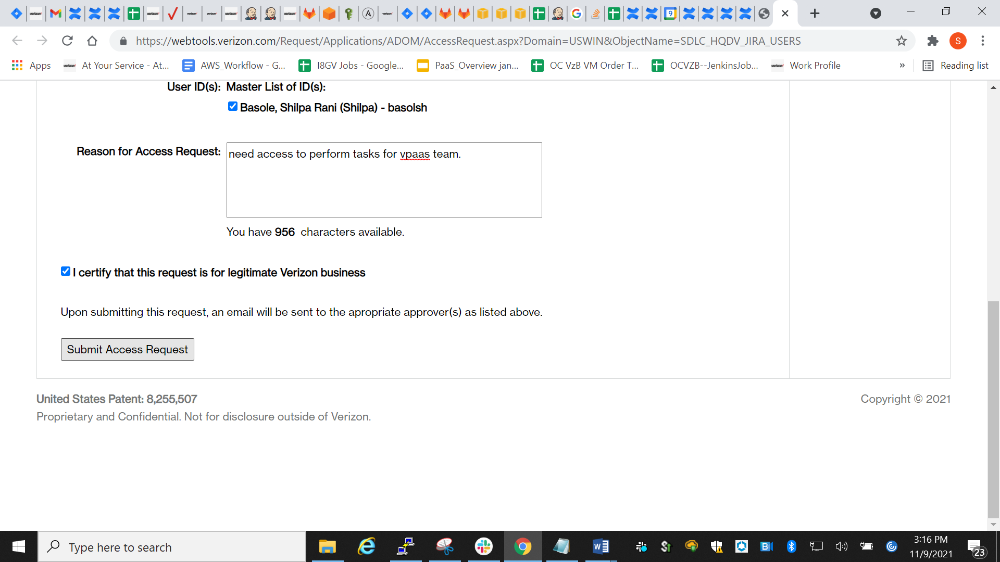 https://webtools.verizon.com/Request/Applications/ADOM/AccessRequest.aspx?Domain=USWIN&ObjectName=SDLC_HQDV_JIRA_USERS
S
Apps
At Your Service - At...
AWS_Workflow - G...
I8GV Jobs - Google...
PaaS_Overview jan...
OC VzB VM Order T...
OCVZB--JenkinsJob...
Work Profile
»
Reading list
User ID(s): Master List of ID(s):
Basole, Shilpa Rani (Shilpa) - basolsh
Reason for Access Request:
need access to perform tasks for vpaas team.
You have 956 characters available.
I certify that this request is for legitimate Verizon business
Upon submitting this request, an email will be sent to the apropriate approver(s) as listed above.
Submit Access Request
United States Patent: 8,255,507
Copyright © 2021
Proprietary and Confidential. Not for disclosure outside of Verizon.
Type here to search
3:16 PM
11/9/2021
23